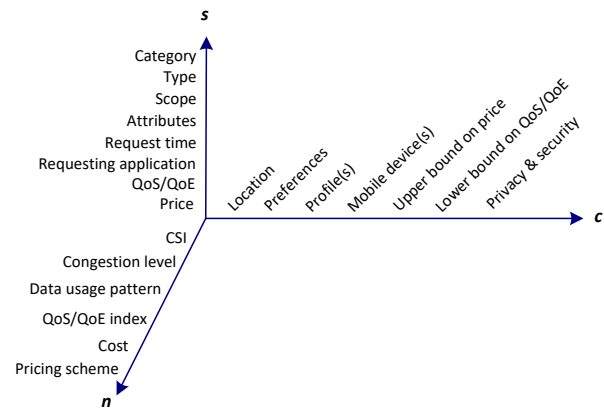 s
Category
Type
Scope
Attributes
Request time
Requesting application
QoS/QoE
Price
Location
Preferences
Profile(s)
Mobile device(s)
Upper bound on price
Lower bound on QoS/QoE
Privacy & security
c
CSI
Congestion level
Data usage pattern
QoS/QoE index
Cost
Pricing scheme
n